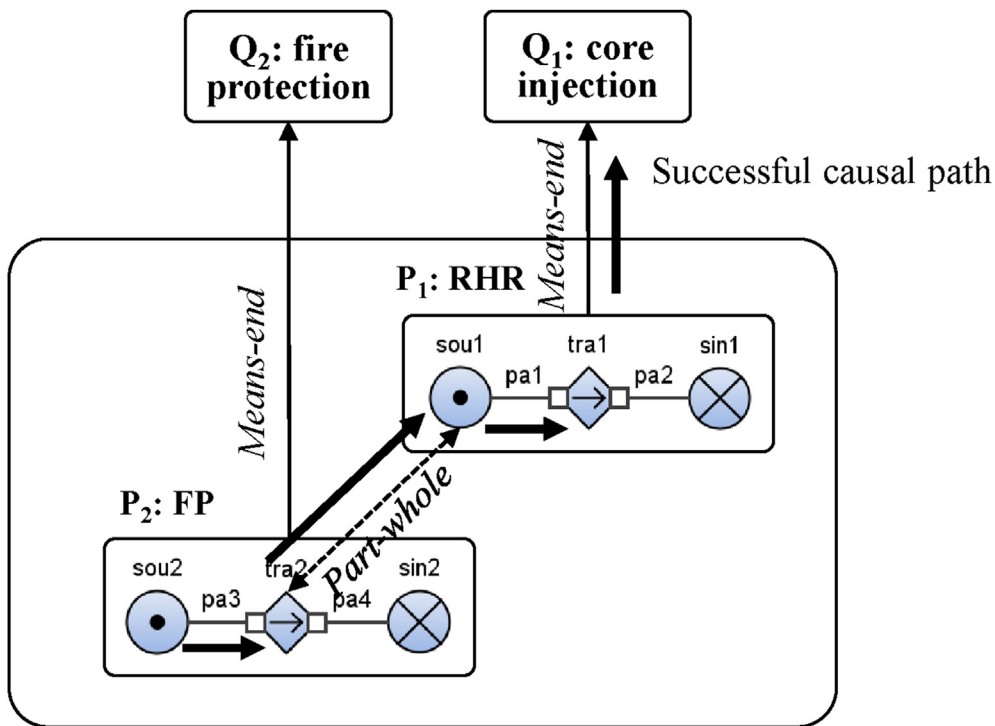 Q₂: fire
protection
Q₁: core
injection
Means-end
Successful causal path
Means-end
P₁: RHR
sou1
tra1
sin1
pa1
pa2
Part-whole
P₂: FP
sou2
tra2
sin2
pa3
pa4